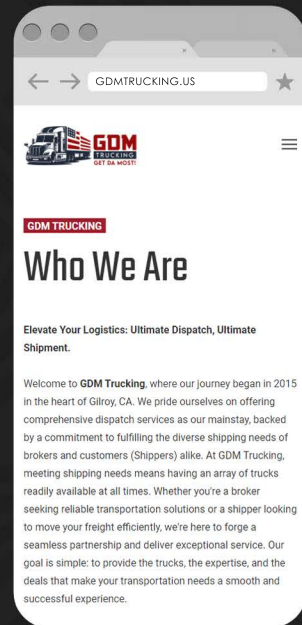 GDMTRUCKING.US
GDM
TRUCKING
GET DA MOST!
GDM TRUCKING
Who We Are
Elevate Your Logistics: Ultimate Dispatch, Ultimate
Shipment.
Welcome to GDM Trucking, where our journey began in 2015
in the heart of Gilroy, CA. We pride ourselves on offering
comprehensive dispatch services as our mainstay, backed
by a commitment to fulfilling the diverse shipping needs of
brokers and customers (Shippers) alike. At GDM Trucking,
meeting shipping needs means having an array of trucks
readily available at all times. Whether you're a broker
seeking reliable transportation solutions or a shipper looking
to move your freight efficiently, we're here to forge a
seamless partnership and deliver exceptional service. Our
goal is simple: to provide the trucks, the expertise, and the
deals that make your transportation needs a smooth and
successful experience.